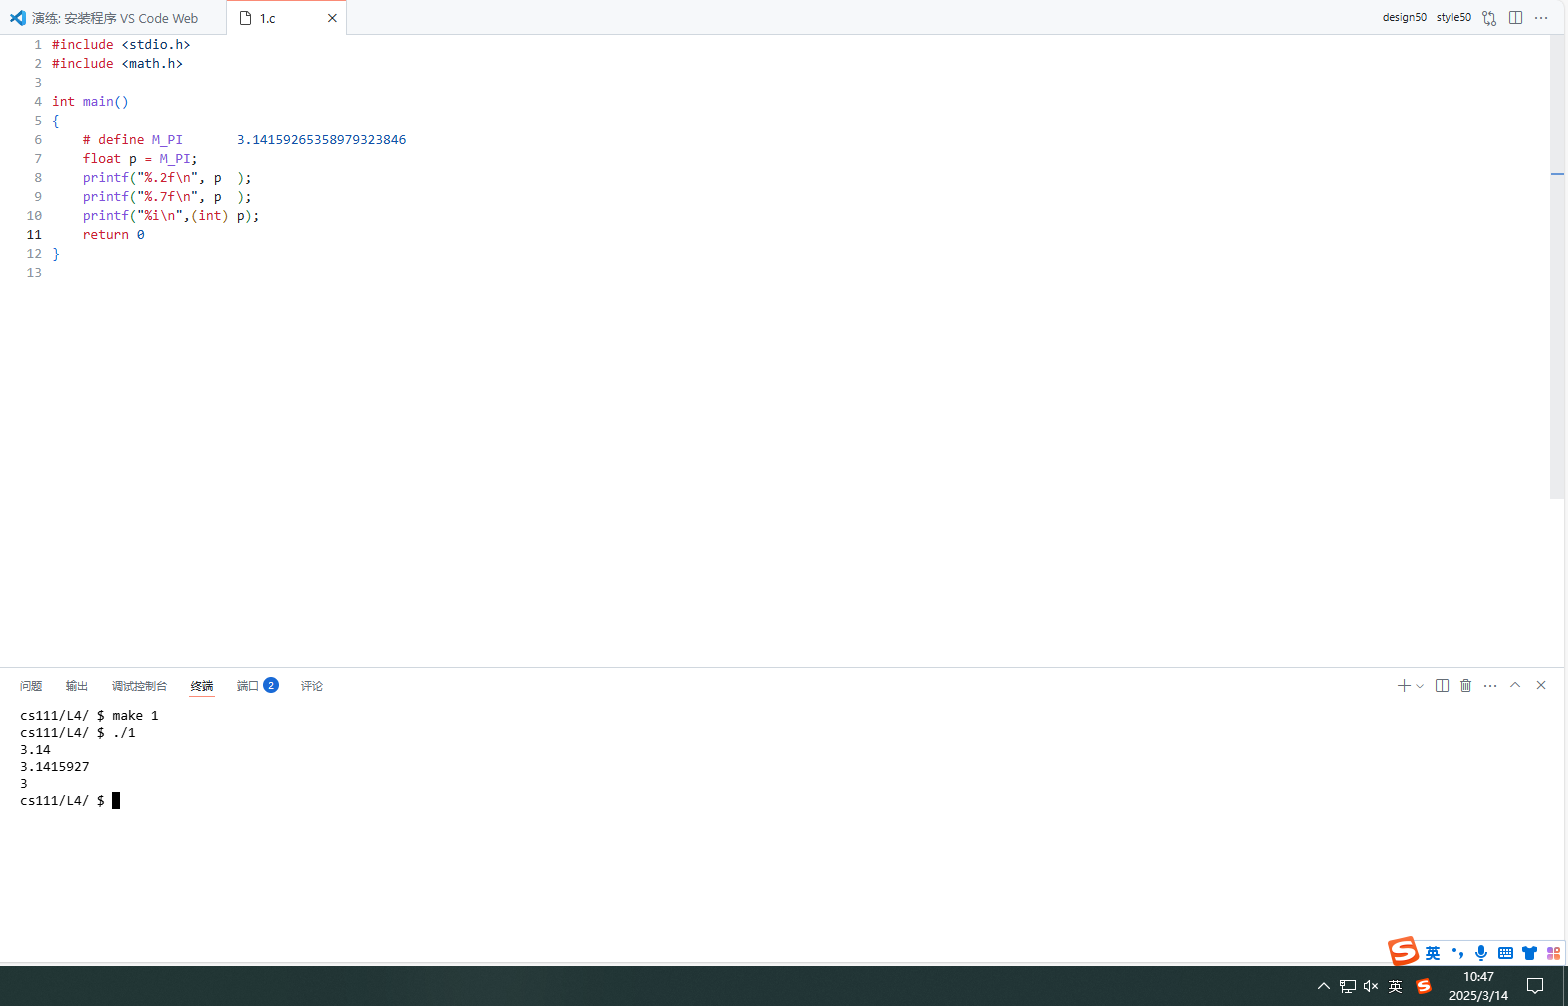 演练: 安装程序 VS Code Web
1.c
design50 style50
1 #include <stdio.h>
2 #include <math.h>
3
4 int main()
5 {
6     # define M_PI       3.14159265358979323846
7     float p = M_PI;
8     printf("%.2f\n", p  );
9     printf("%.7f\n", p  );
10     printf("%i\n",(int) p);
11     return 0
12 }
13
问题 输出 调试控制台 终端 端口 2 评论
cs111/L4/ $ make 1
cs111/L4/ $ ./1
3.14
3.1415927
3
cs111/L4/ $
英
英 10:47
2025/3/14